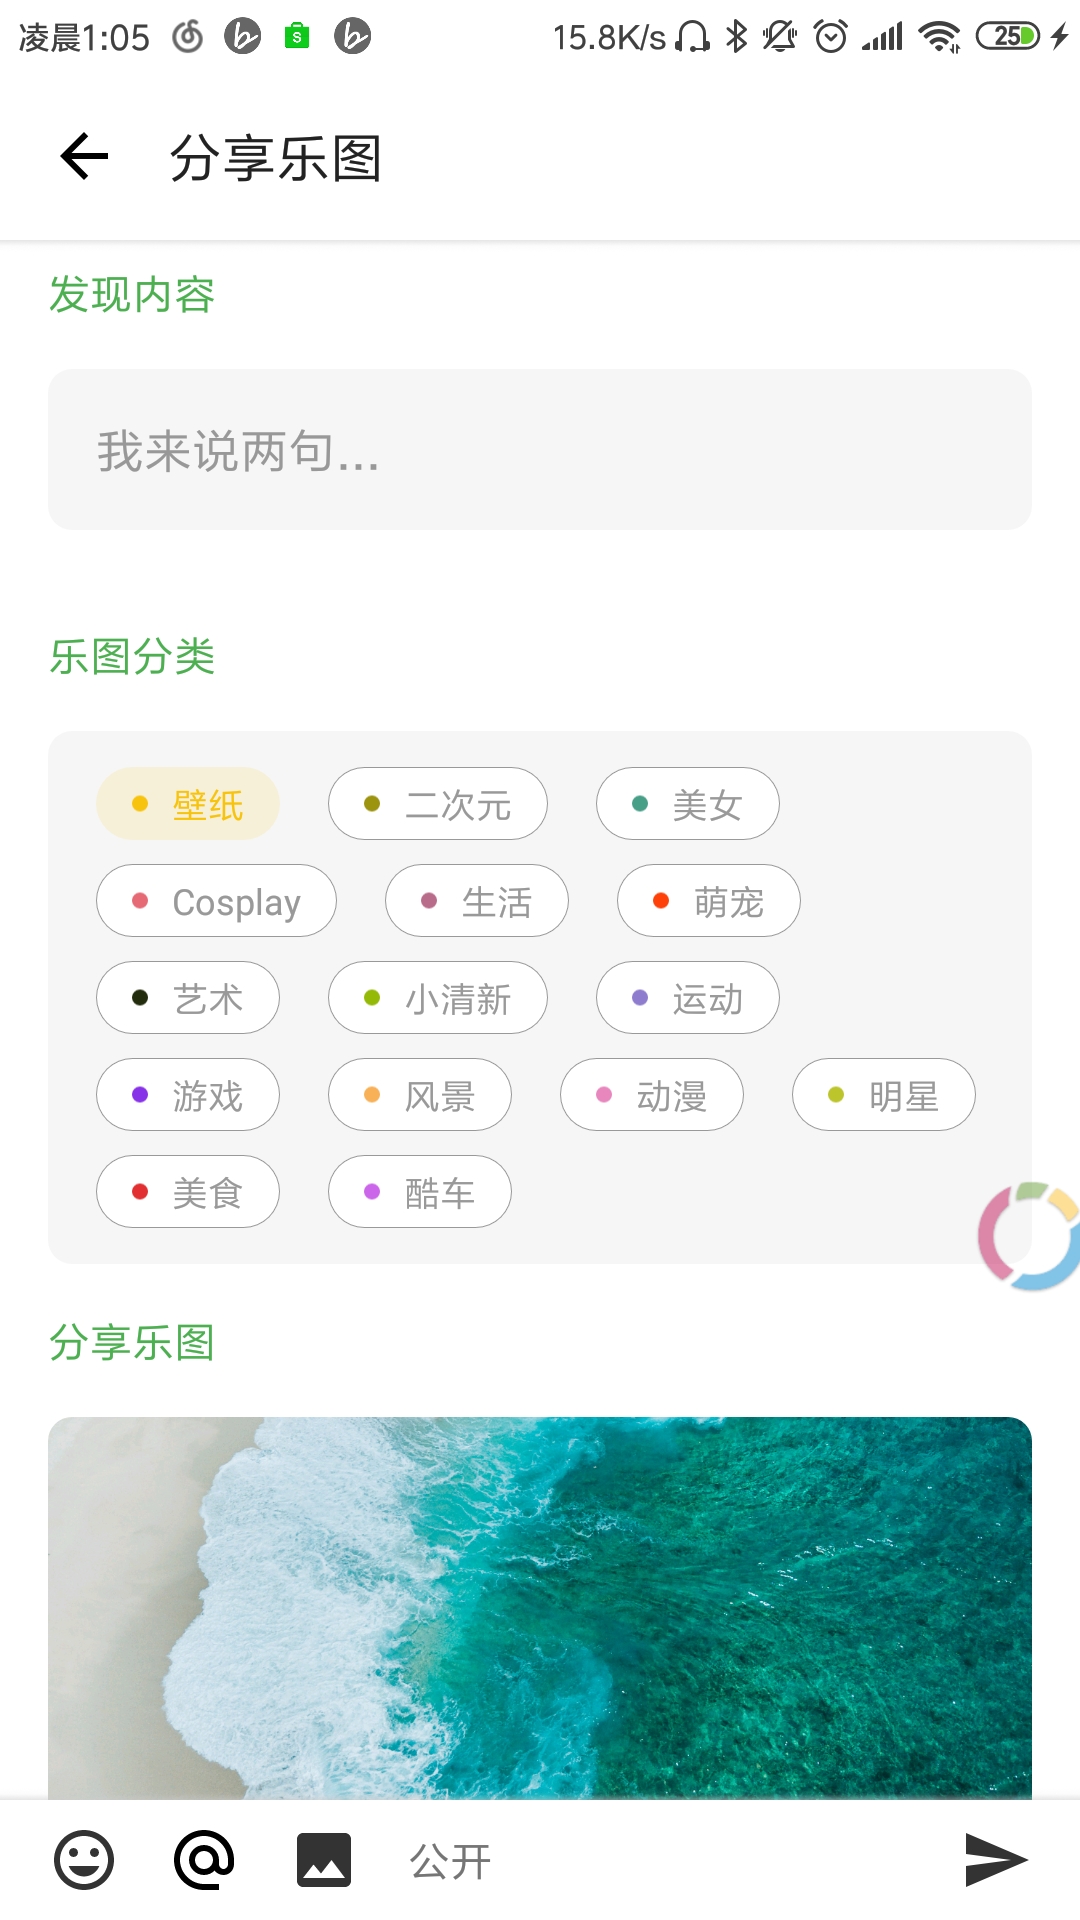 凌晨1:05 15.8K/s 25
分享乐图
发现内容
我来说两句...
乐图分类
壁纸 二次元 美女
Cosplay 生活 萌宠
艺术 小清新 运动
游戏 风景 动漫 明星
美食 酷车
分享乐图
公开